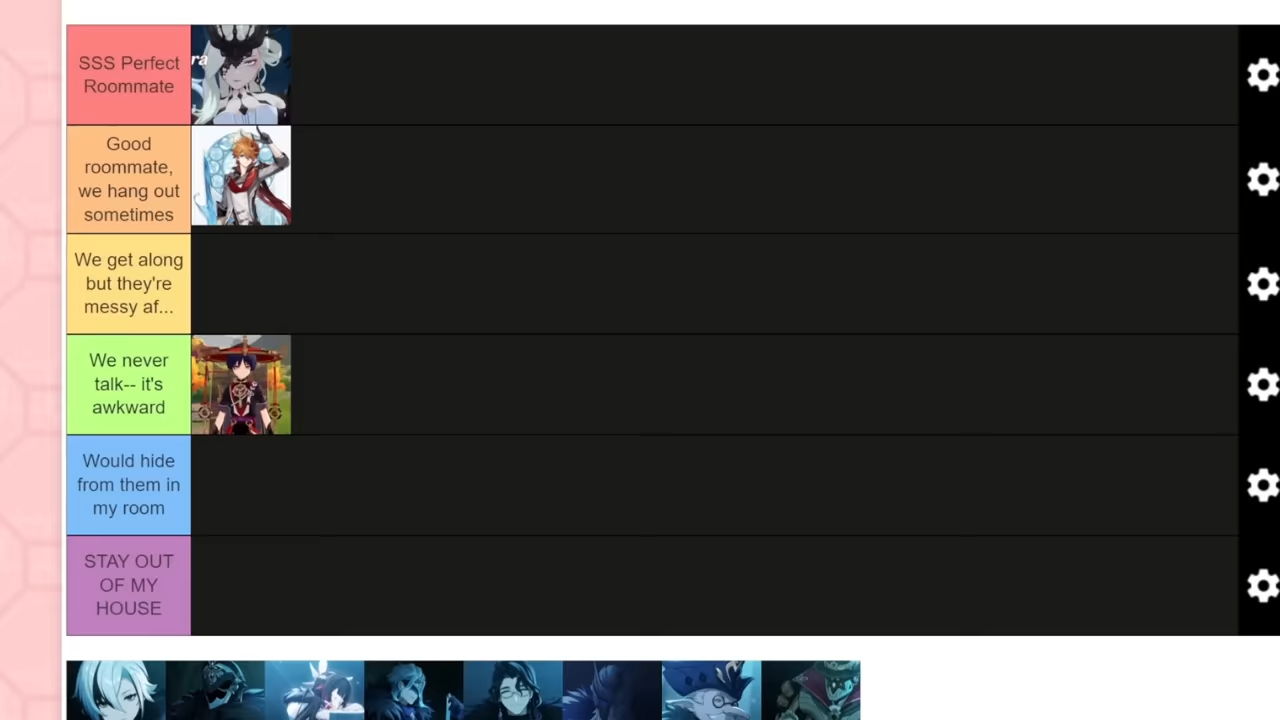 SSS Perfect
Roommate
ra
Good
roommate,
we hang out
sometimes
We get along
but they're
messy af...
We never
talk-- it's
awkward
Would hide
from them in
my room
STAY OUT
OF MY
HOUSE